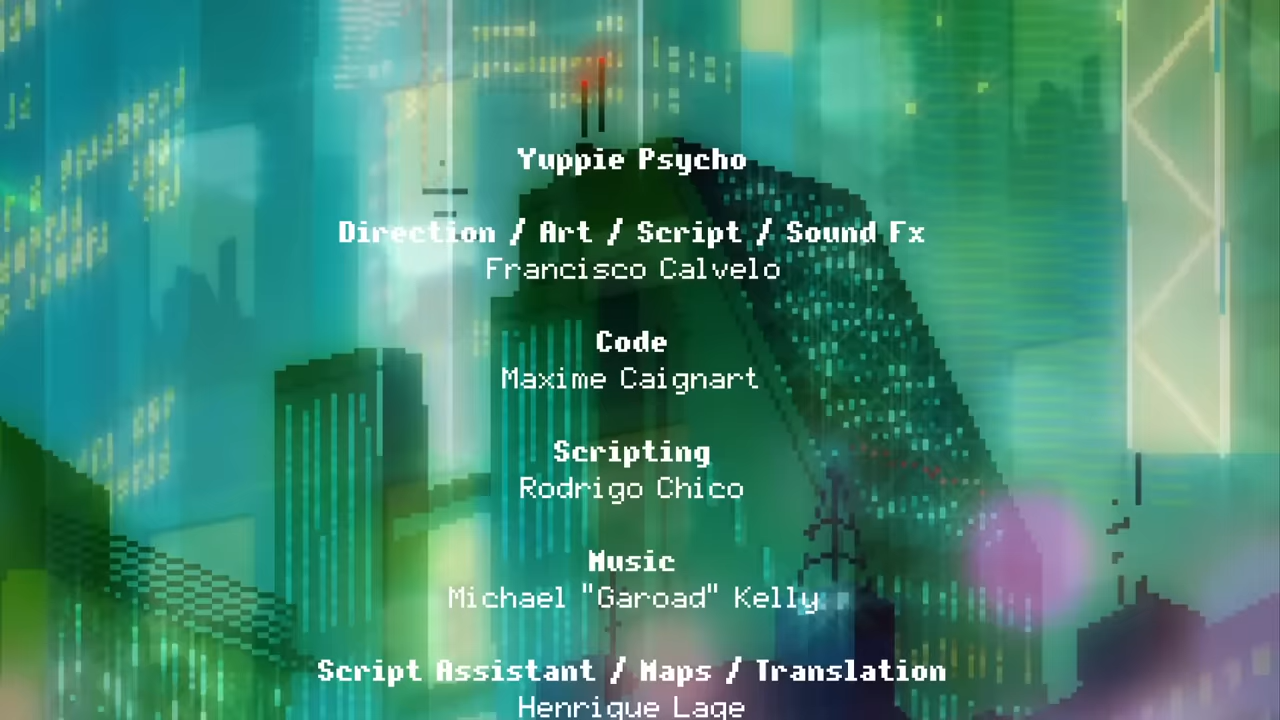 Yuppie Psycho
Direction / Art / Script / Sound Fx
Francisco Calvelo
Code
Maxime Caignart
Scripting
Rodrigo Chico
Music
Michael "Garoad" Kelly
Script Assistant / Maps / Translation
Henrique Lage